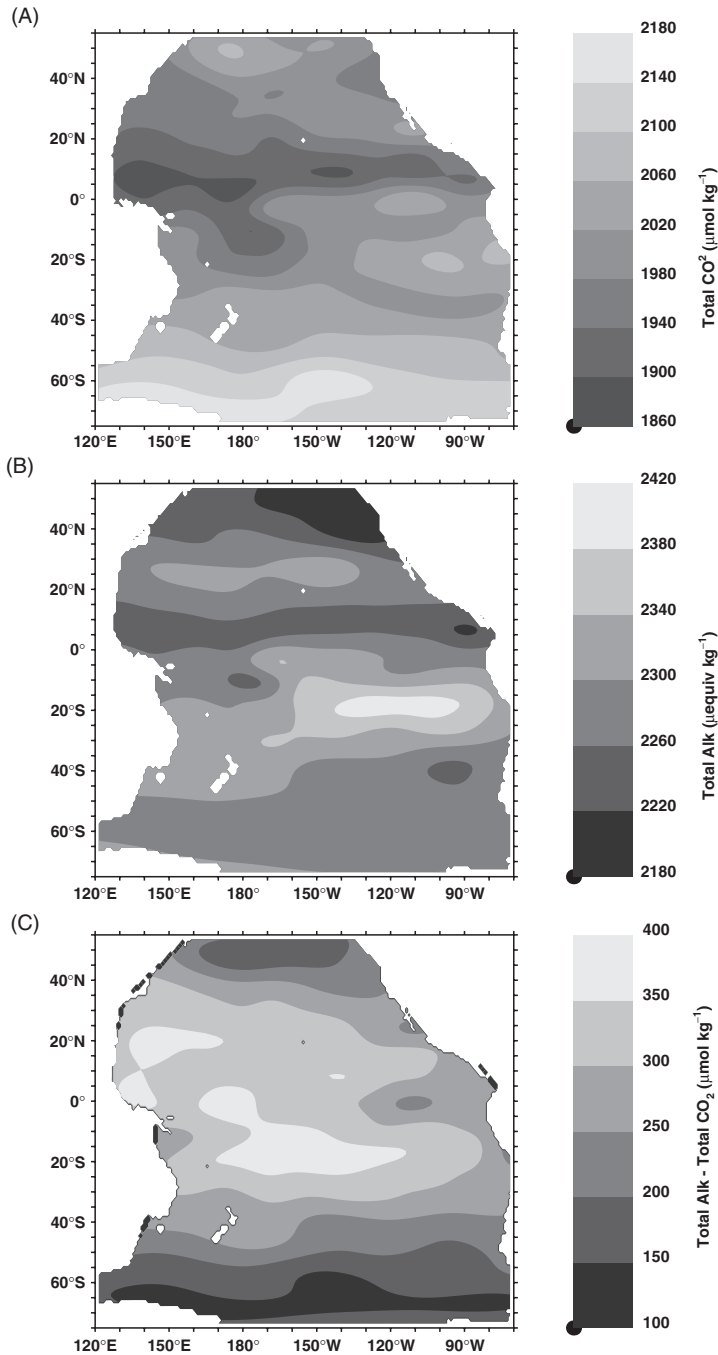 (A)
40°N
20°N
0°
20°S
40°S
60°S
120°E 150°E 180° 150°W 120°W 90°W
2180
2140
2100
2060
2020
1980
1940
1900
1860
Total CO² (μmol kg⁻¹)
(B)
40°N
20°N
0°
20°S
40°S
60°S
120°E 150°E 180° 150°W 120°W 90°W
2420
2380
2340
2300
2260
2220
2180
Total Alk (μequiv kg⁻¹)
(C)
40°N
20°N
0°
20°S
40°S
60°S
120°E 150°E 180° 150°W 120°W 90°W
400
350
300
250
200
150
100
Total Alk - Total CO₂ (μmol kg⁻¹)